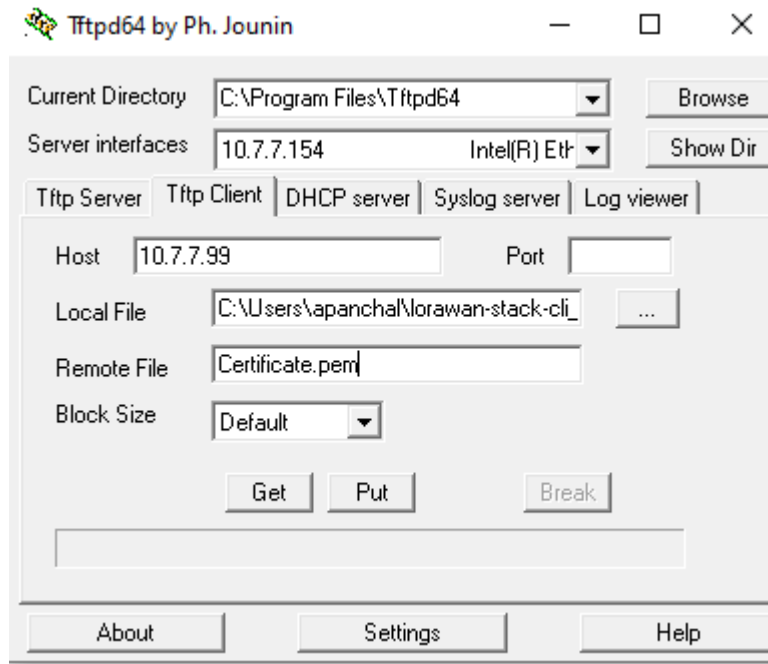 Tftpd64 by Ph. Jounin
Current Directory C:\Program Files\Tftpd64 Browse
Server interfaces 10.7.7.154 Intel(R) Eth Show Dir
Tftp Server Tftp Client DHCP server Syslog server Log viewer
Host 10.7.7.99 Port
Local File C:\Users\apanchal\lorawan-stack-cli_ ...
Remote File Certificate.pem
Block Size Default
Get Put Break
About Settings Help